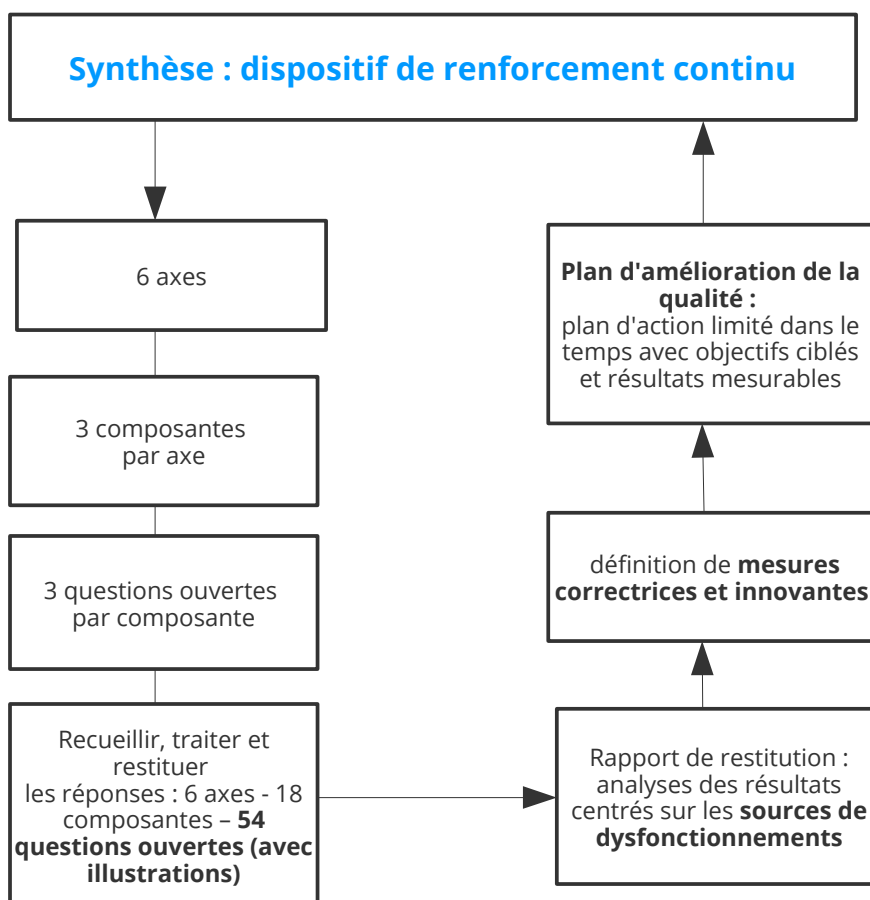 Synthèse : dispositif de renforcement continu
6 axes
3 composantes
par axe
3 questions ouvertes
par composante
Recueillir, traiter et
restituer
les réponses : 6 axes - 18
composantes – 54
questions ouvertes (avec
illustrations)
Plan d'amélioration de la
qualité :
plan d'action limité dans le
temps avec objectifs ciblés
et résultats mesurables
définition de mesures
correctrices et innovantes
Rapport de restitution :
analyses des résultats
centrés sur les sources de
dysfonctionnements